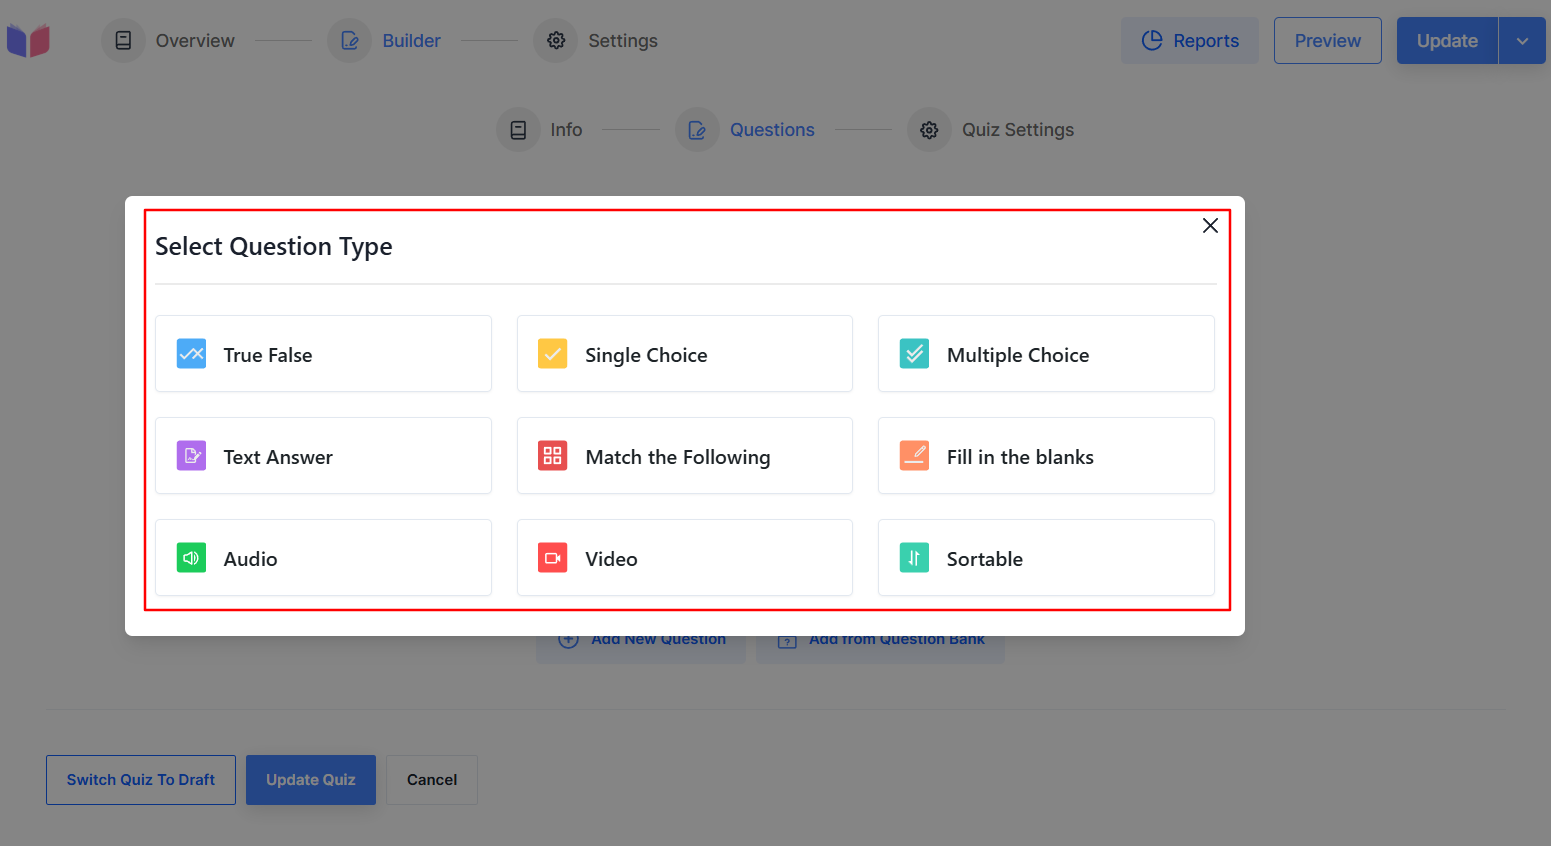 Overview Builder Settings Reports Preview Update
Info Questions Quiz Settings
Select Question Type
True False Single Choice Multiple Choice
Text Answer Match the Following Fill in the blanks
Audio Video Sortable
Add New Question Add from Question Bank
Switch Quiz To Draft Update Quiz Cancel